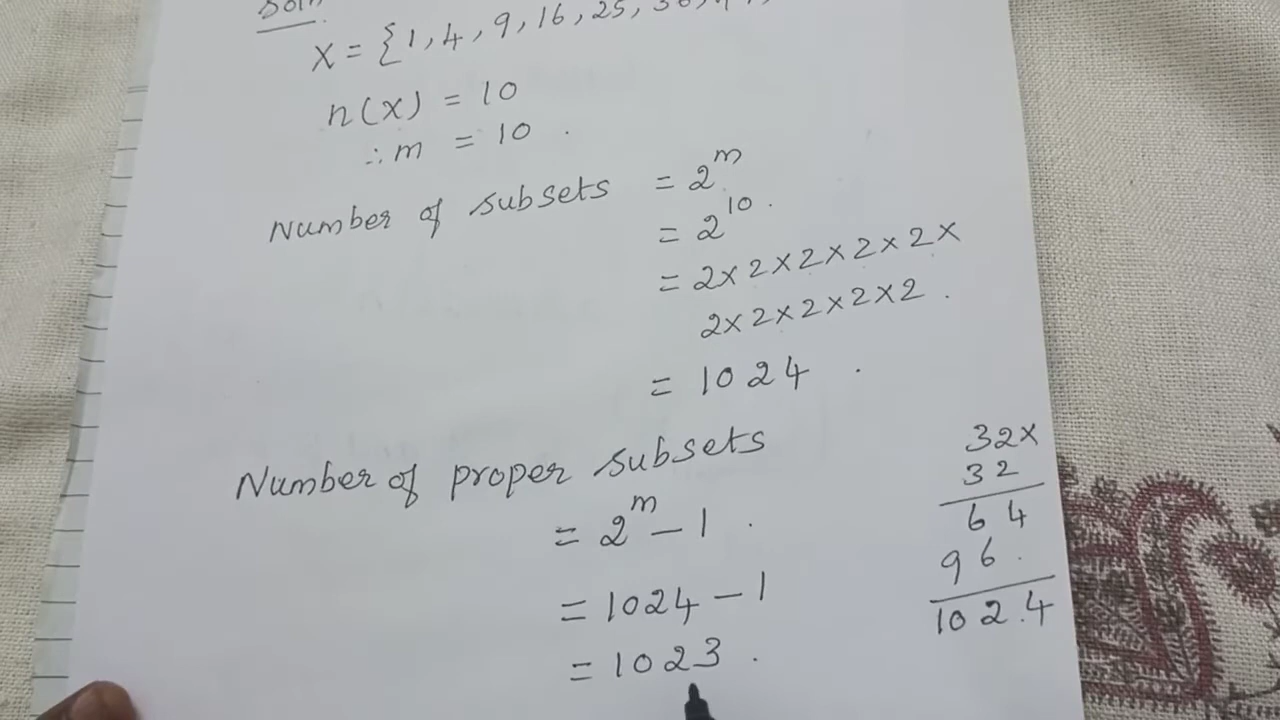 Soln
X = {1, 4, 9, 16, 25,
n(X) = 10
∴ m = 10 .
Number of subsets = 2^m
= 2^10 .
= 2 × 2 × 2 × 2 × 2 ×
2 × 2 × 2 × 2 × 2 .
= 1024 .
Number of proper subsets
= 2^m - 1 .
= 1024 - 1
= 1023 .
32 ×
32
64
96 .
1024